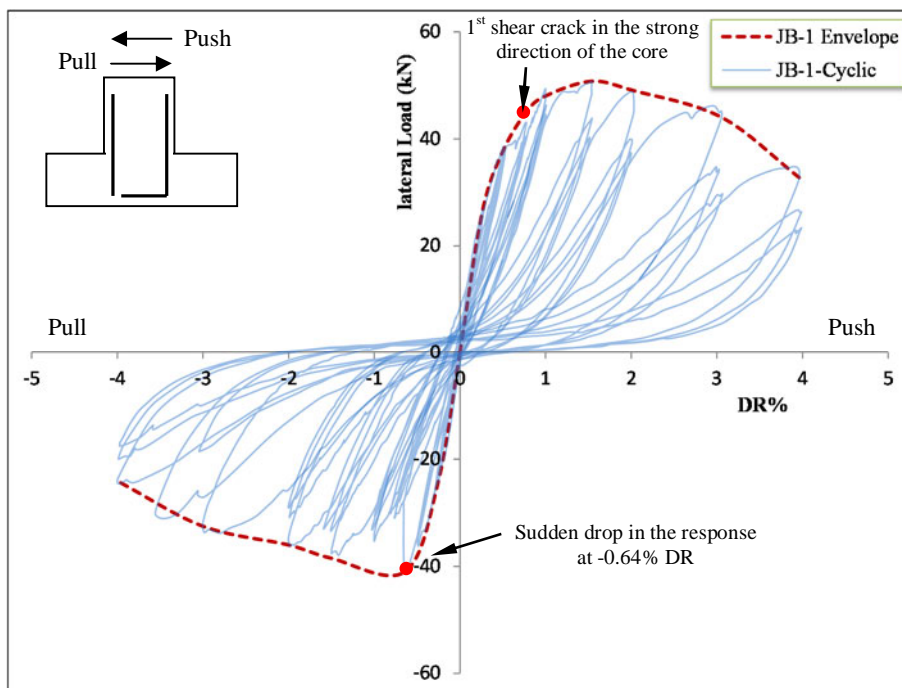 1st shear crack in the strong
direction of the core
JB-1 Envelope
JB-1-Cyclic
Push
Pull
lateral Load (kN)
60
40
20
0
-20
-40
-60
Pull
Push
-5 -4 -3 -2 -1 0 1 2 3 4 5
DR%
Sudden drop in the response
at -0.64% DR